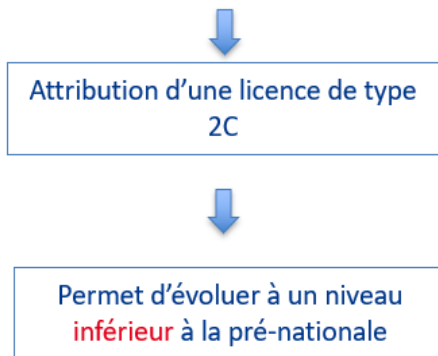 Attribution d'une licence de type
2C
Permet d'évoluer à un niveau
inférieur à la pré-nationale